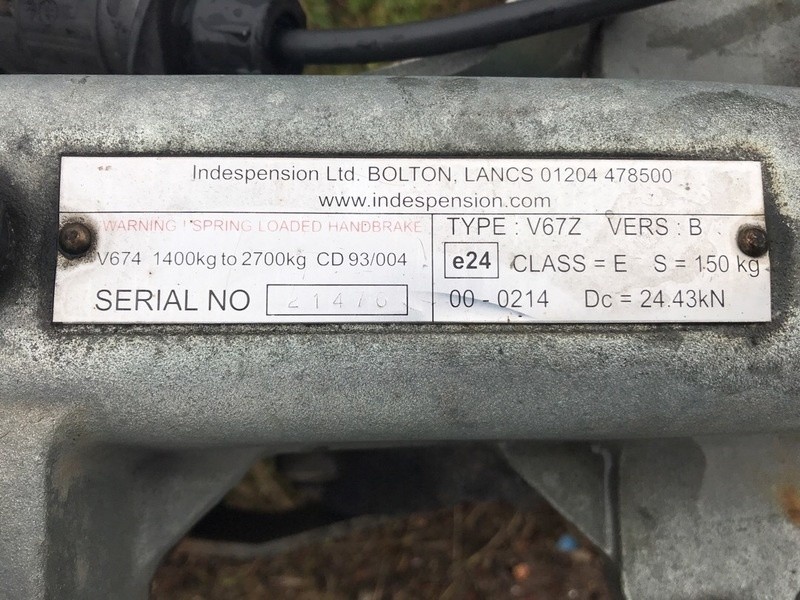 Indespension Ltd. BOLTON, LANCS 01204 478500
www.indespension.com
WARNING ! SPRING LOADED HANDBRAKE
V674 1400kg to 2700kg CD 93/004
SERIAL NO
TYPE : V67Z VERS : B
e24 CLASS = E S = 150 kg
00 - 0214 Dc = 24.43kN